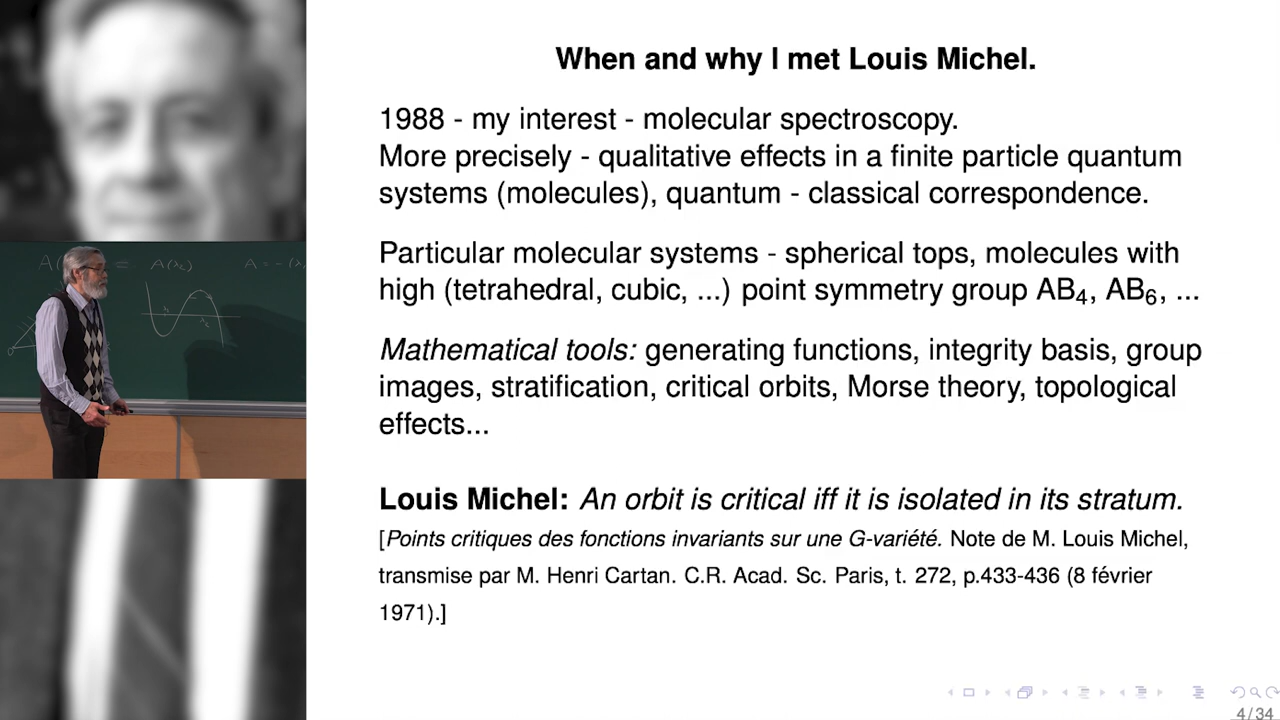 When and why I met Louis Michel.
1988 - my interest - molecular spectroscopy.
More precisely - qualitative effects in a finite particle quantum
systems (molecules), quantum - classical correspondence.
Particular molecular systems - spherical tops, molecules with
high (tetrahedral, cubic, ...) point symmetry group AB₄, AB₆, ...
Mathematical tools: generating functions, integrity basis, group
images, stratification, critical orbits, Morse theory, topological
effects...
Louis Michel: An orbit is critical iff it is isolated in its stratum.
[Points critiques des fonctions invariants sur une G-variété. Note de M. Louis Michel,
transmise par M. Henri Cartan. C.R. Acad. Sc. Paris, t. 272, p.433-436 (8 février
1971).]
4/34